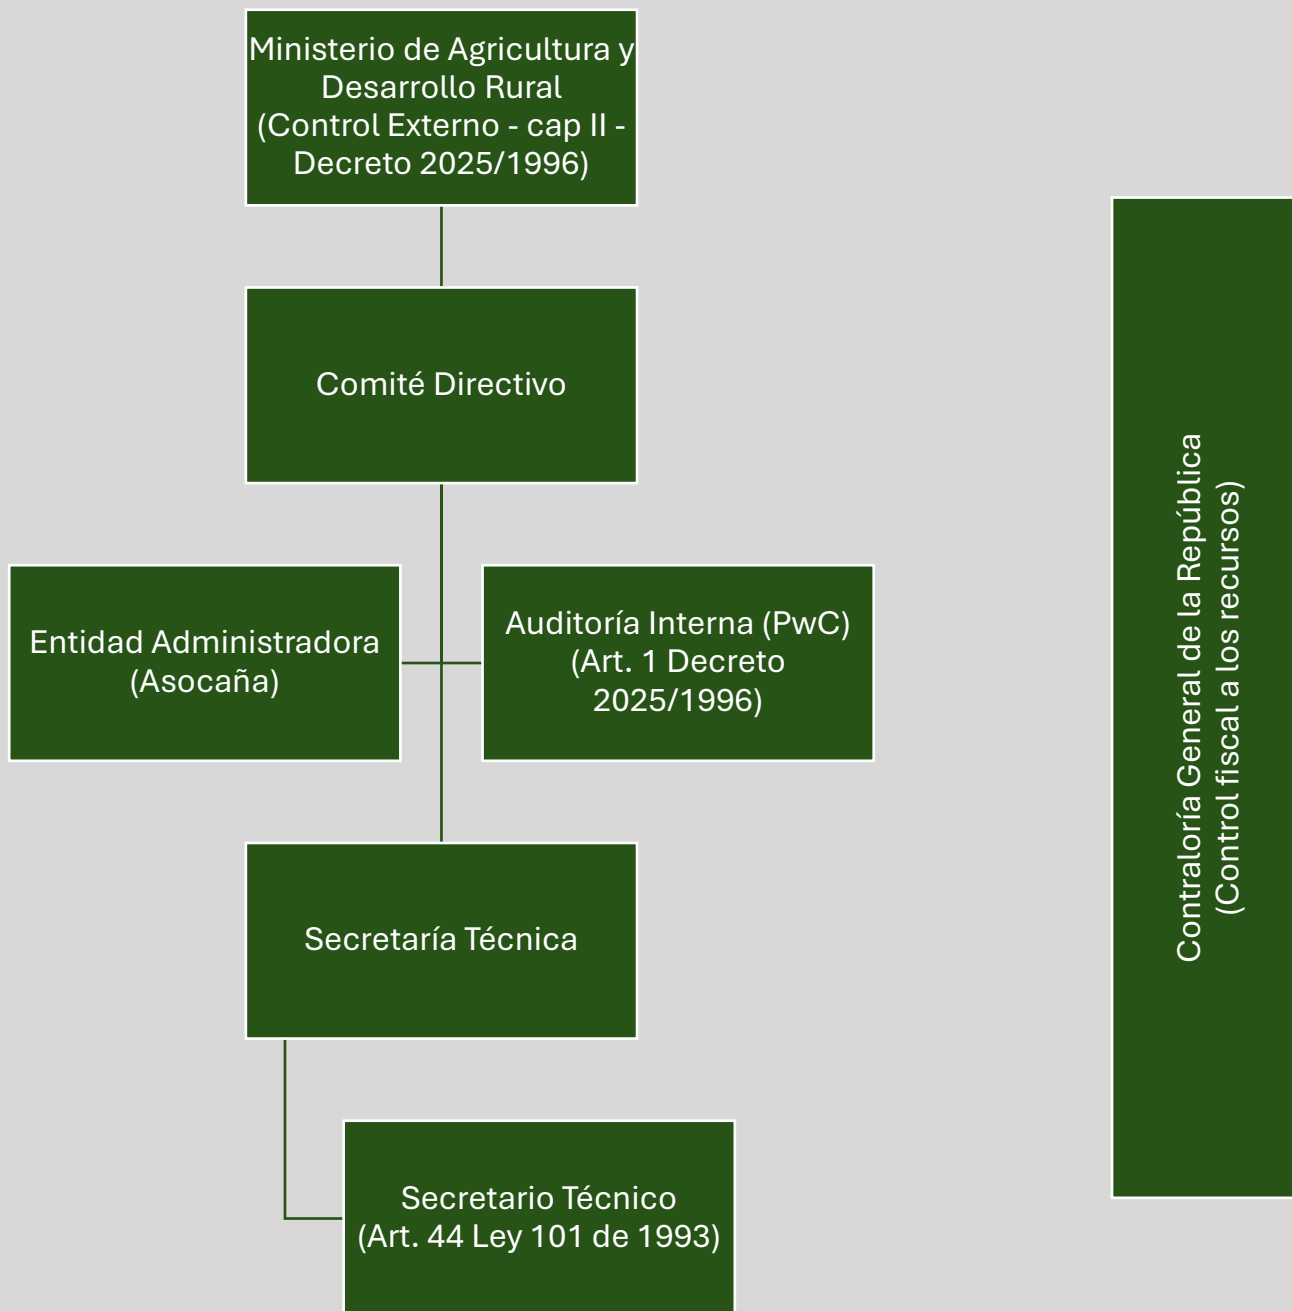 Ministerio de Agricultura y
Desarrollo Rural
(Control Externo - cap II -
Decreto 2025/1996)
Comité Directivo
Entidad Administradora
(Asocaña)
Auditoría Interna (PwC)
(Art. 1 Decreto
2025/1996)
Secretaría Técnica
Secretario Técnico
(Art. 44 Ley 101 de 1993)
Contraloría General de la República
(Control fiscal a los recursos)